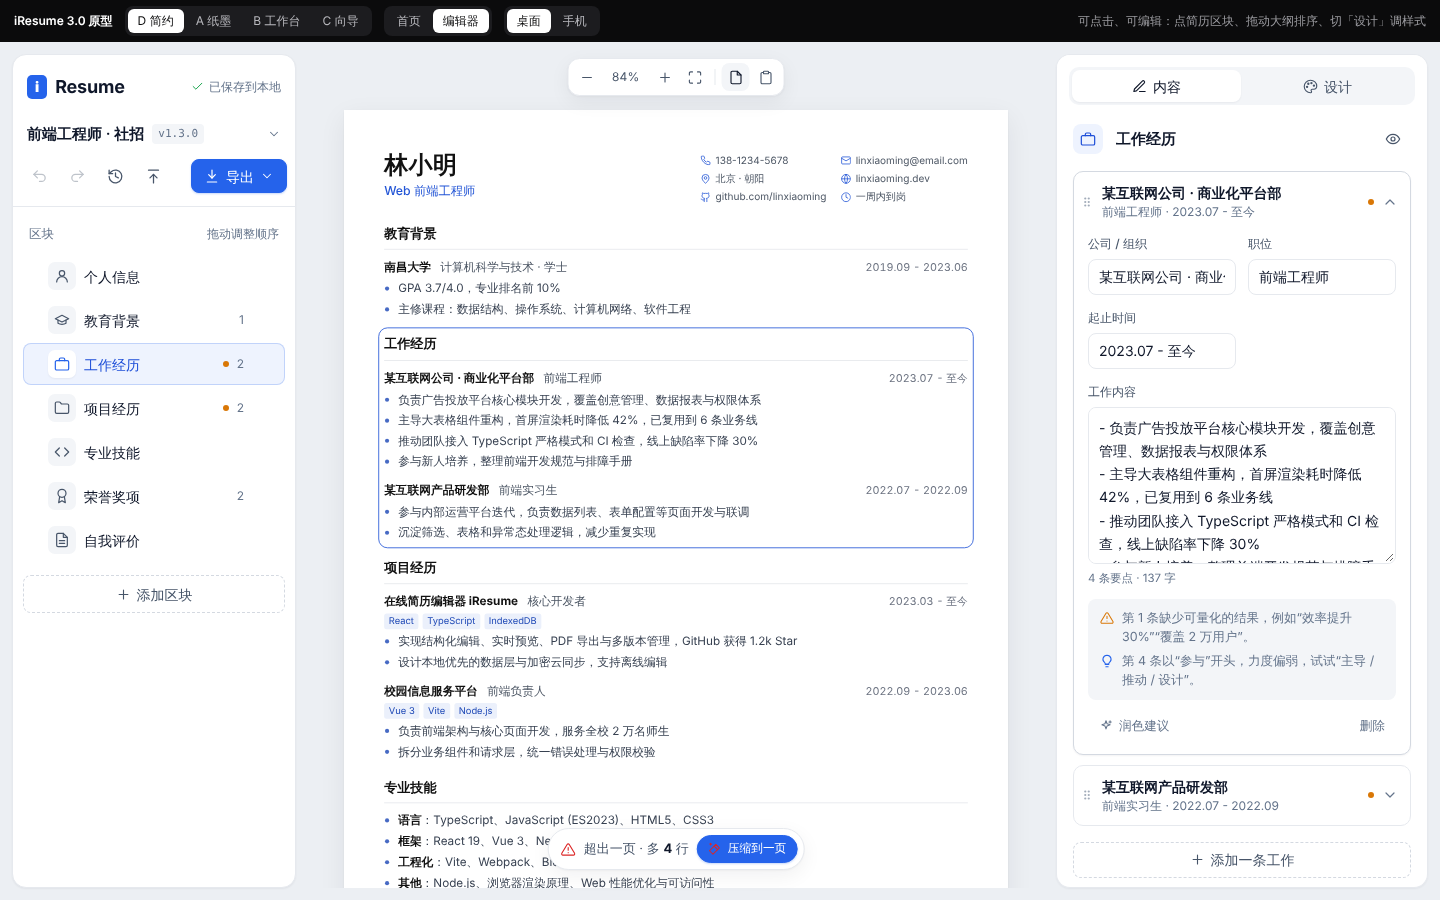 iResume 3.0 原型
D 简约
A 纸墨
B 工作台
C 向导
首页
编辑器
桌面
手机
可点击、可编辑：点简历区块、拖动大纲排序、切「设计」调样式
i Resume
已保存到本地
前端工程师 · 社招 v1.3.0
导出
区块
拖动调整顺序
个人信息
教育背景 1
工作经历 2
项目经历 2
专业技能
荣誉奖项 2
自我评价
添加区块
84%
林小明
Web 前端工程师
138-1234-5678
linxiaoming@email.com
北京 · 朝阳
linxiaoming.dev
github.com/linxiaoming
一周内到岗
教育背景
南昌大学 计算机科学与技术 · 学士 2019.09 - 2023.06
GPA 3.7/4.0，专业排名前 10%
主修课程：数据结构、操作系统、计算机网络、软件工程
工作经历
某互联网公司 · 商业化平台部 前端工程师 2023.07 - 至今
负责广告投放平台核心模块开发，覆盖创意管理、数据报表与权限体系
主导大表格组件重构，首屏渲染耗时降低 42%，已复用到 6 条业务线
推动团队接入 TypeScript 严格模式和 CI 检查，线上缺陷率下降 30%
参与新人培养，整理前端开发规范与排障手册
某互联网产品研发部 前端实习生 2022.07 - 2022.09
参与内部运营平台迭代，负责数据列表、表单配置等页面开发与联调
沉淀筛选、表格和异常态处理逻辑，减少重复实现
项目经历
在线简历编辑器 iResume 核心开发者 2023.03 - 至今
React TypeScript IndexedDB
实现结构化编辑、实时预览、PDF 导出与多版本管理，GitHub 获得 1.2k Star
设计本地优先的数据层与加密云同步，支持离线编辑
校园信息服务平台 前端负责人 2022.09 - 2023.06
Vue 3 Vite Node.js
负责前端架构与核心页面开发，服务全校 2 万名师生
拆分业务组件和请求层，统一错误处理与权限校验
专业技能
语言：TypeScript、JavaScript (ES2023)、HTML5、CSS3
框架：React 19、Vue 3、Ne
工程化：Vite、Webpack、
其他：Node.js、浏览器渲染原理、Web 性能优化与可访问性
超出一页 · 多 4 行
压缩到一页
内容
设计
工作经历
某互联网公司 · 商业化平台部
前端工程师 · 2023.07 - 至今
公司 / 组织
职位
某互联网公司 · 商业
前端工程师
起止时间
2023.07 - 至今
工作内容
- 负责广告投放平台核心模块开发，覆盖创意
管理、数据报表与权限体系
- 主导大表格组件重构，首屏渲染耗时降低
42%，已复用到 6 条业务线
- 推动团队接入 TypeScript 严格模式和 CI 检
查，线上缺陷率下降 30%
4 条要点 · 137 字
第 1 条缺少可量化的结果，例如“效率提升
30%”“覆盖 2 万用户”。
第 4 条以“参与”开头，力度偏弱，试试“主导 /
推动 / 设计”。
润色建议
删除
某互联网产品研发部
前端实习生 · 2022.07 - 2022.09
添加一条工作